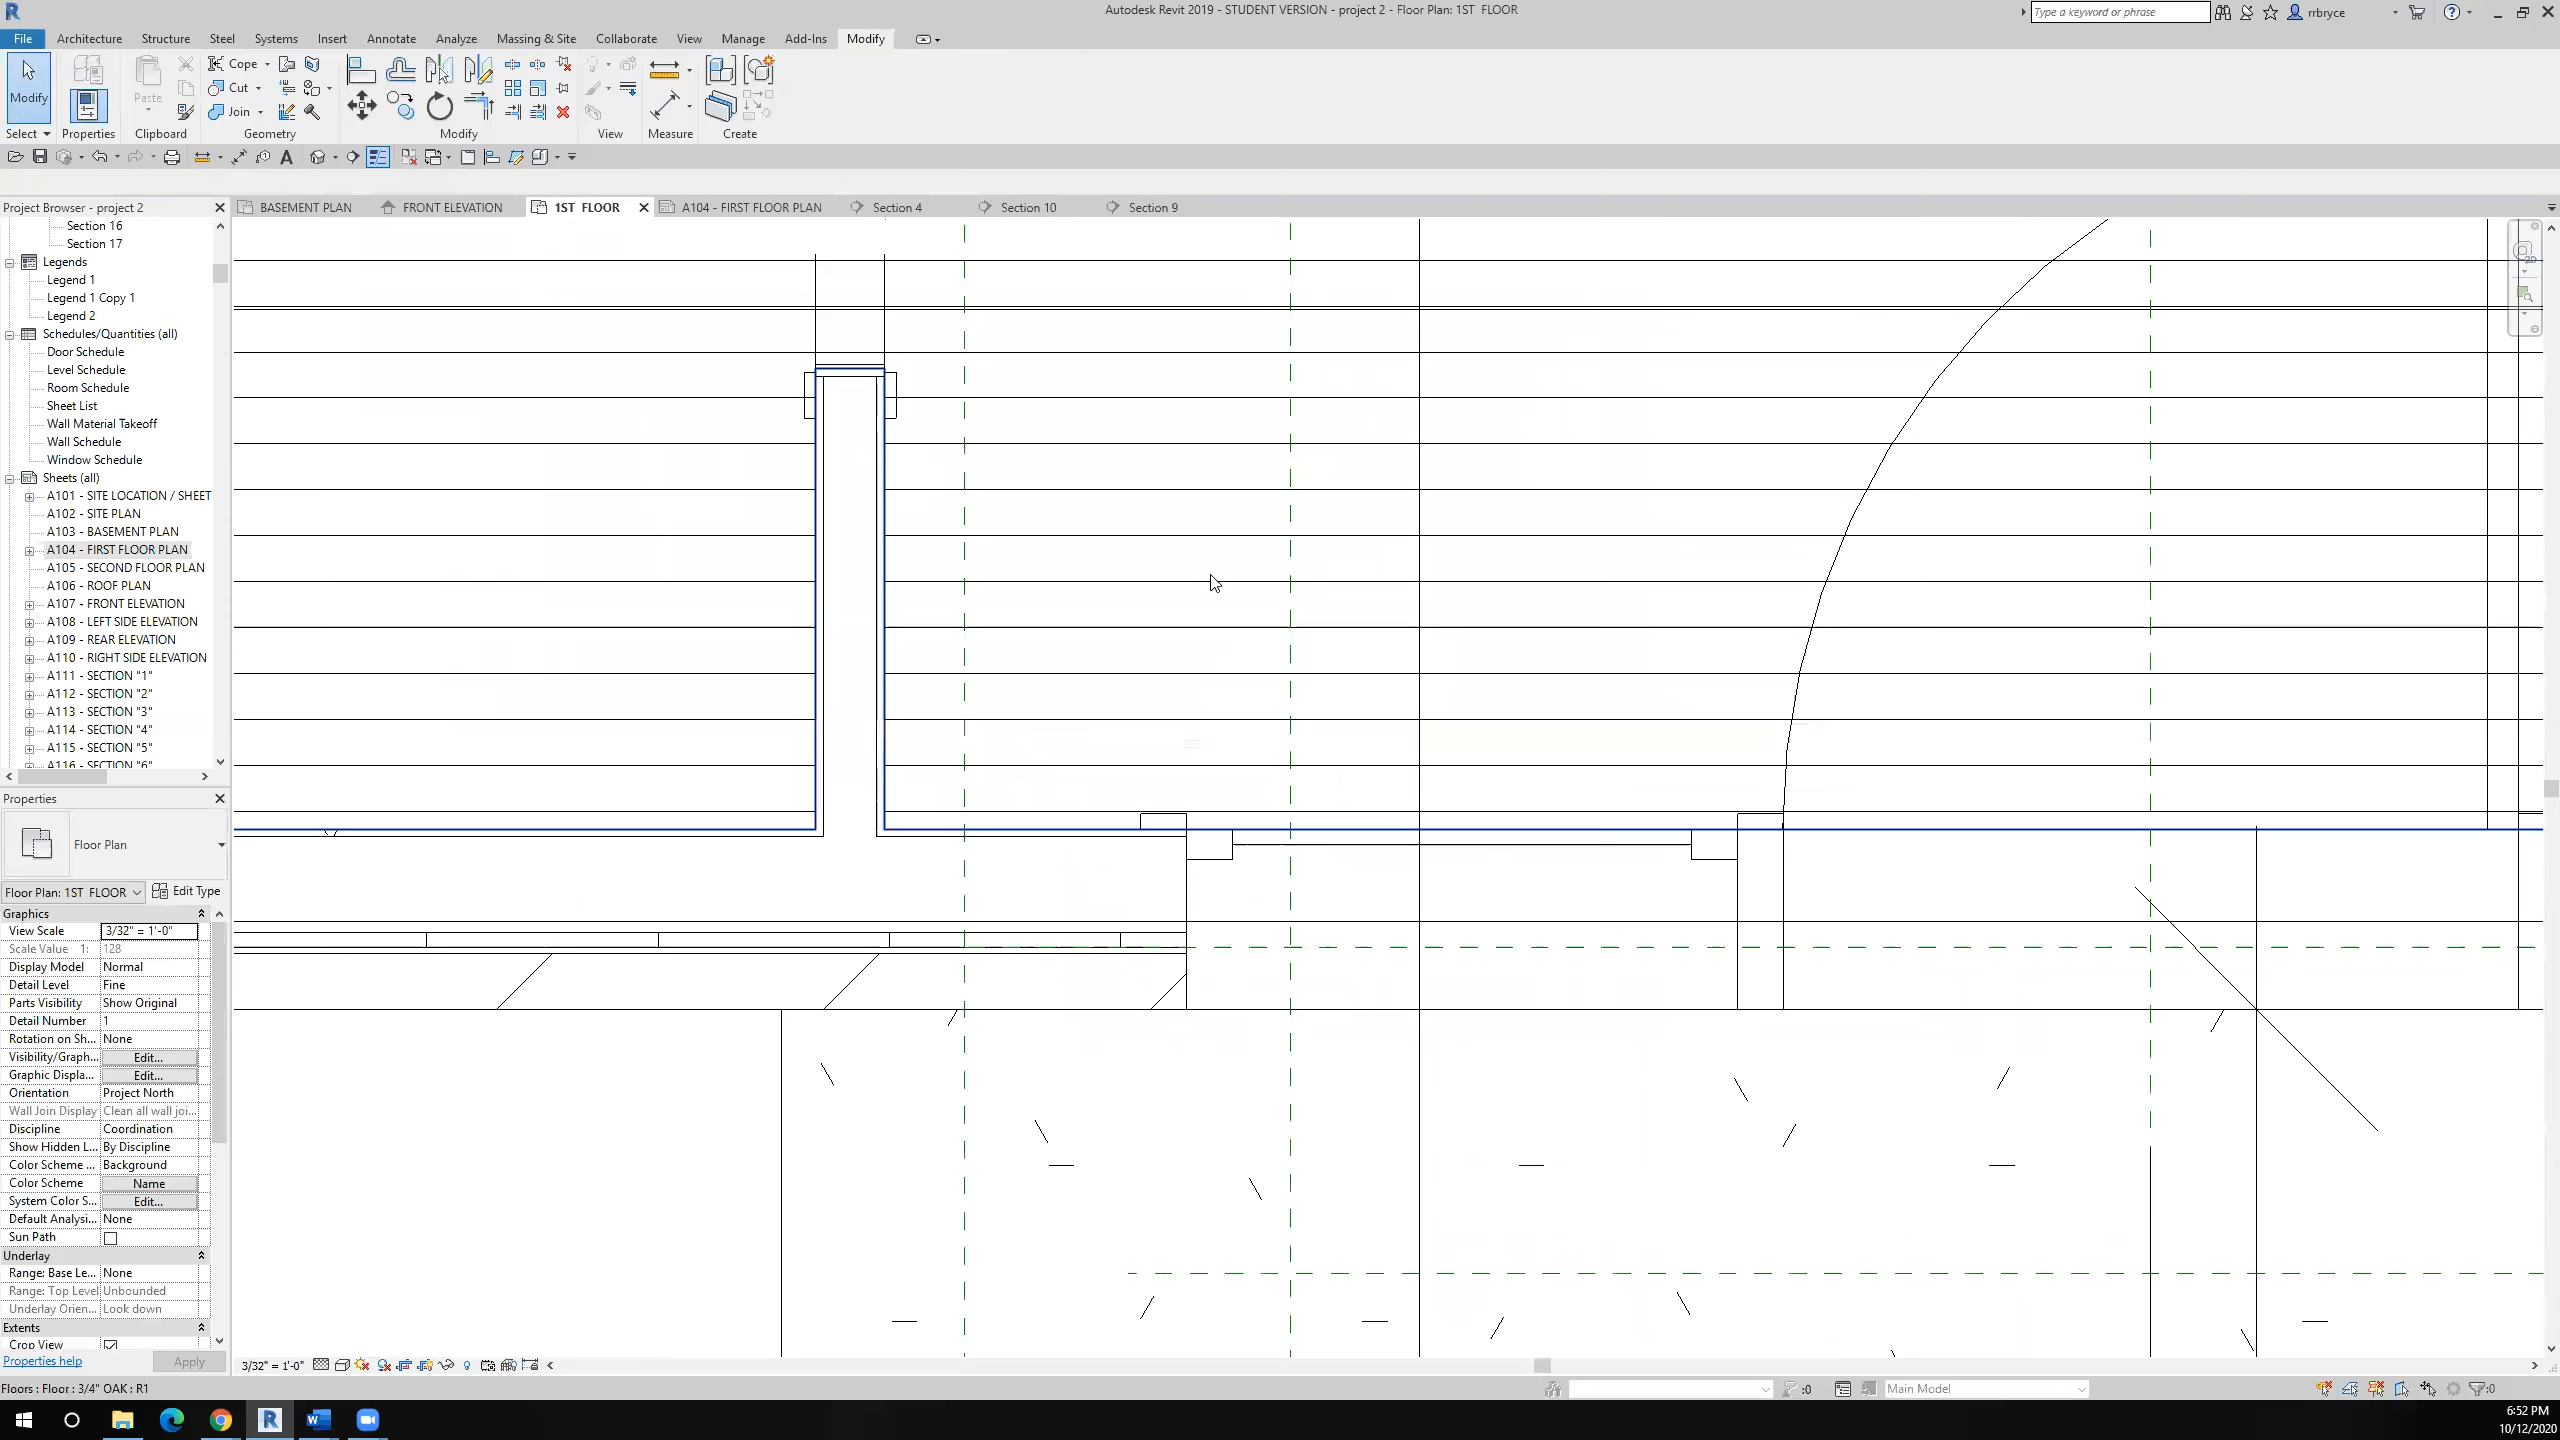 Autodesk Revit 2019 - STUDENT VERSION - project 2 - Floor Plan: 1ST  FLOOR
Type a keyword or phrase
rrbryce
File Architecture Structure Steel Systems Insert Annotate Analyze Massing & Site Collaborate View Manage Add-Ins Modify
Modify
Paste
Cope
Cut
Join
Select Properties Clipboard Geometry Modify View Measure Create
Project Browser - project 2
BASEMENT PLAN FRONT ELEVATION 1ST  FLOOR A104 - FIRST FLOOR PLAN Section 4 Section 10 Section 9
Section 16
Section 17
Legends
Legend 1
Legend 1 Copy 1
Legend 2
Schedules/Quantities (all)
Door Schedule
Level Schedule
Room Schedule
Sheet List
Wall Material Takeoff
Wall Schedule
Window Schedule
Sheets (all)
A101 - SITE LOCATION / SHEET
A102 - SITE PLAN
A103 - BASEMENT PLAN
A104 - FIRST FLOOR PLAN
A105 - SECOND FLOOR PLAN
A106 - ROOF PLAN
A107 - FRONT ELEVATION
A108 - LEFT SIDE ELEVATION
A109 - REAR ELEVATION
A110 - RIGHT SIDE ELEVATION
A111 - SECTION "1"
A112 - SECTION "2"
A113 - SECTION "3"
A114 - SECTION "4"
A115 - SECTION "5"
A116 - SECTION "6"
Properties
Floor Plan
Floor Plan: 1ST  FLOOR Edit Type
Graphics
View Scale 3/32" = 1'-0"
Scale Value    1: 128
Display Model Normal
Detail Level Fine
Parts Visibility Show Original
Detail Number 1
Rotation on Sh... None
Visibility/Graph... Edit...
Graphic Displa... Edit...
Orientation Project North
Wall Join Display Clean all wall joi...
Discipline Coordination
Show Hidden L... By Discipline
Color Scheme ... Background
Color Scheme Name
System Color S... Edit...
Default Analysi... None
Sun Path
Underlay
Range: Base Le... None
Range: Top Level Unbounded
Underlay Orien... Look down
Extents
Crop View
Properties help Apply
3/32" = 1'-0"
Floors : Floor : 3/4" OAK : R1
:0
Main Model
:0
6:52 PM
10/12/2020